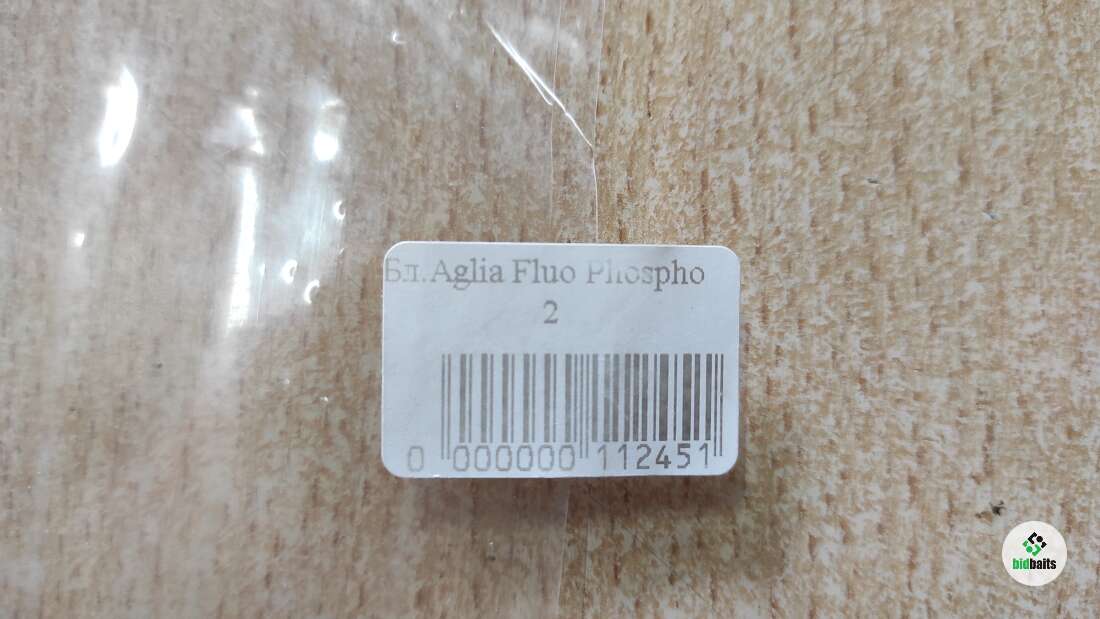 Бл.Aglia Fluo Phospho
2
0 000000 112451
bidbaits